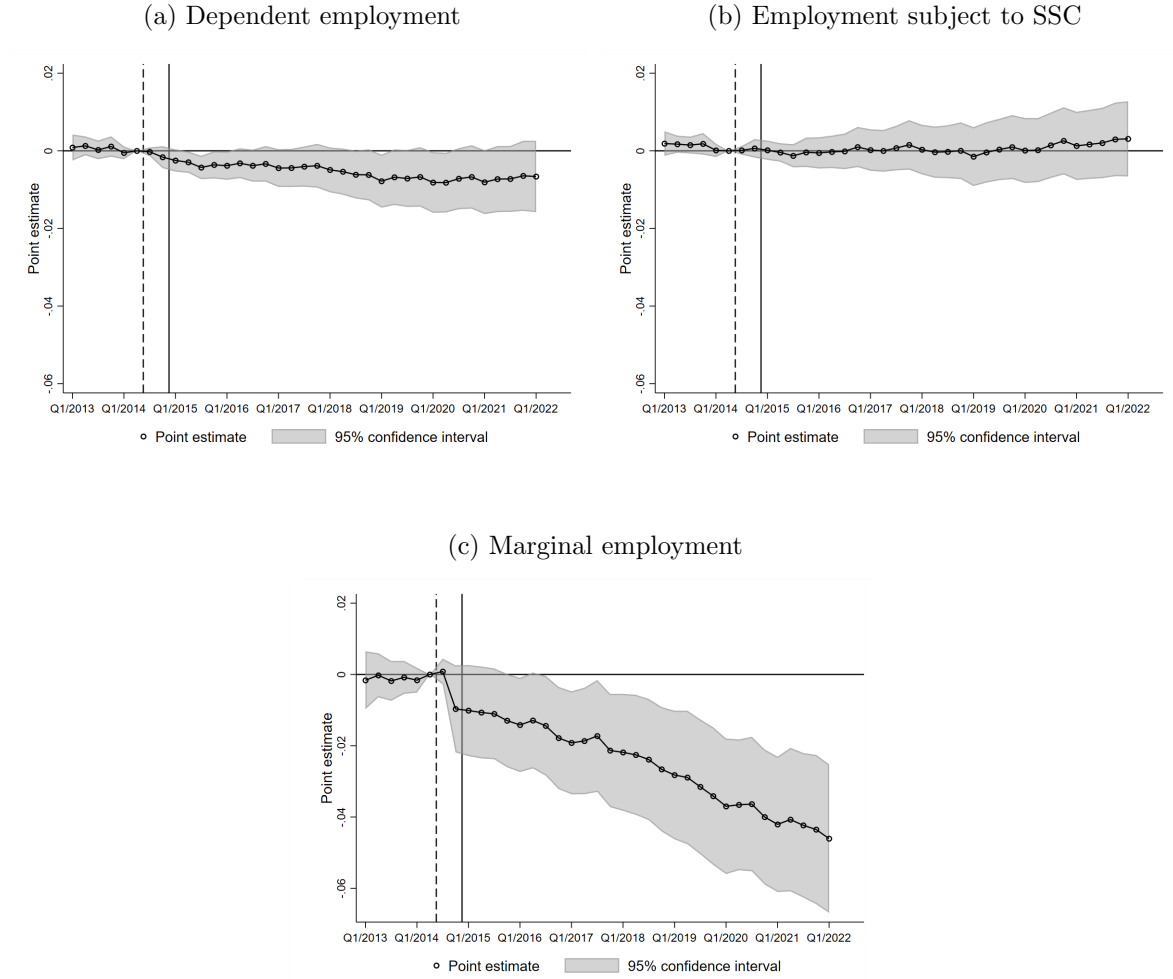 (a) Dependent employment
.02
0
-.02
-.04
-.06
Point estimate
Q1/2013 Q1/2014 Q1/2015 Q1/2016 Q1/2017 Q1/2018 Q1/2019 Q1/2020 Q1/2021 Q1/2022
Point estimate 95% confidence interval
(b) Employment subject to SSC
.02
0
-.02
-.04
-.06
Point estimate
Q1/2013 Q1/2014 Q1/2015 Q1/2016 Q1/2017 Q1/2018 Q1/2019 Q1/2020 Q1/2021 Q1/2022
Point estimate 95% confidence interval
(c) Marginal employment
.02
0
-.02
-.04
-.06
Point estimate
Q1/2013 Q1/2014 Q1/2015 Q1/2016 Q1/2017 Q1/2018 Q1/2019 Q1/2020 Q1/2021 Q1/2022
Point estimate 95% confidence interval